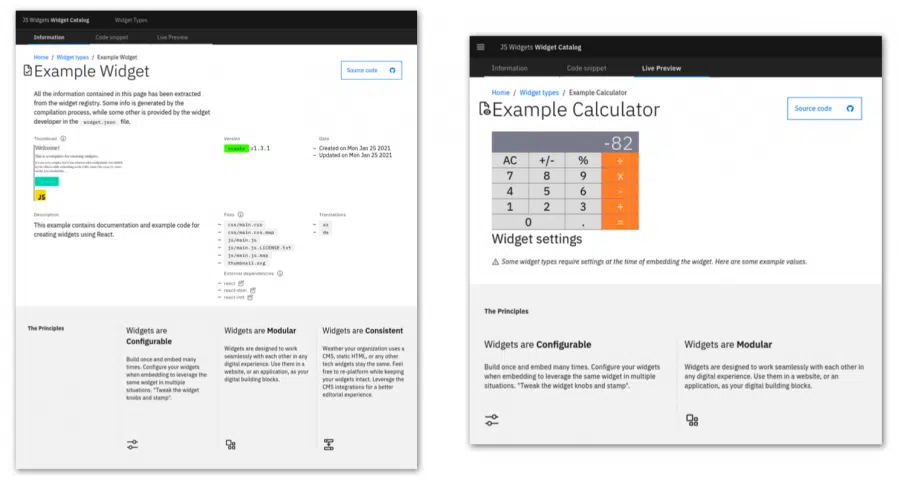 JS Widgets Widget Catalog
Widget Types
Information
Code snippet
Live Preview
Home / Widget types / Example Widget
Example Widget
Source code
All the information contained in this page has been extracted
from the widget registry. Some info is generated by the
compilation process, while some other is provided by the widget
developer in the widget.json file.
Thumbnail
Welcome!
JS
Version
v1.3.1
Date
– Created on Mon Jan 25 2021
– Updated on Mon Jan 25 2021
Description
This example contains documentation and example code for
creating widgets using React.
Files
– css/main.css
– css/main.css.map
– js/main.js
– js/main.js.LICENSE.txt
– js/main.js.map
– thumbnail.svg
External dependencies
– react
– react-dom
– react-intl
Translations
– es
– de
The Principles
Widgets are
Configurable
Build once and embed many
times. Configure your widgets
when embedding to leverage the
same widget in multiple
situations. "Tweak the widget
knobs and stamp".
Widgets are Modular
Widgets are designed to work
seamlessly with each other in any
digital experience. Use them in a
website, or an application, as your
digital building blocks.
Widgets are Consistent
Weather your organization uses a
CMS, static HTML, or any other
tech widgets stay the same. Feel
free to re-platform while keeping
your widgets intact. Leverage the
CMS integrations for a better
editorial experience.
JS Widgets Widget Catalog
Information
Code snippet
Live Preview
Home / Widget types / Example Calculator
Example Calculator
Source code
-82
AC +/- % ÷
7 8 9 x
4 5 6 -
1 2 3 +
0 . =
Widget settings
Some widget types require settings at the time of embedding the widget. Here are some example values.
The Principles
Widgets are Configurable
Build once and embed many times. Configure your widgets
when embedding to leverage the same widget in multiple
situations. "Tweak the widget knobs and stamp".
Widgets are Modular
Widgets are designed to work seamlessly with each other in
any digital experience. Use them in a website, or an
application, as your digital building blocks.